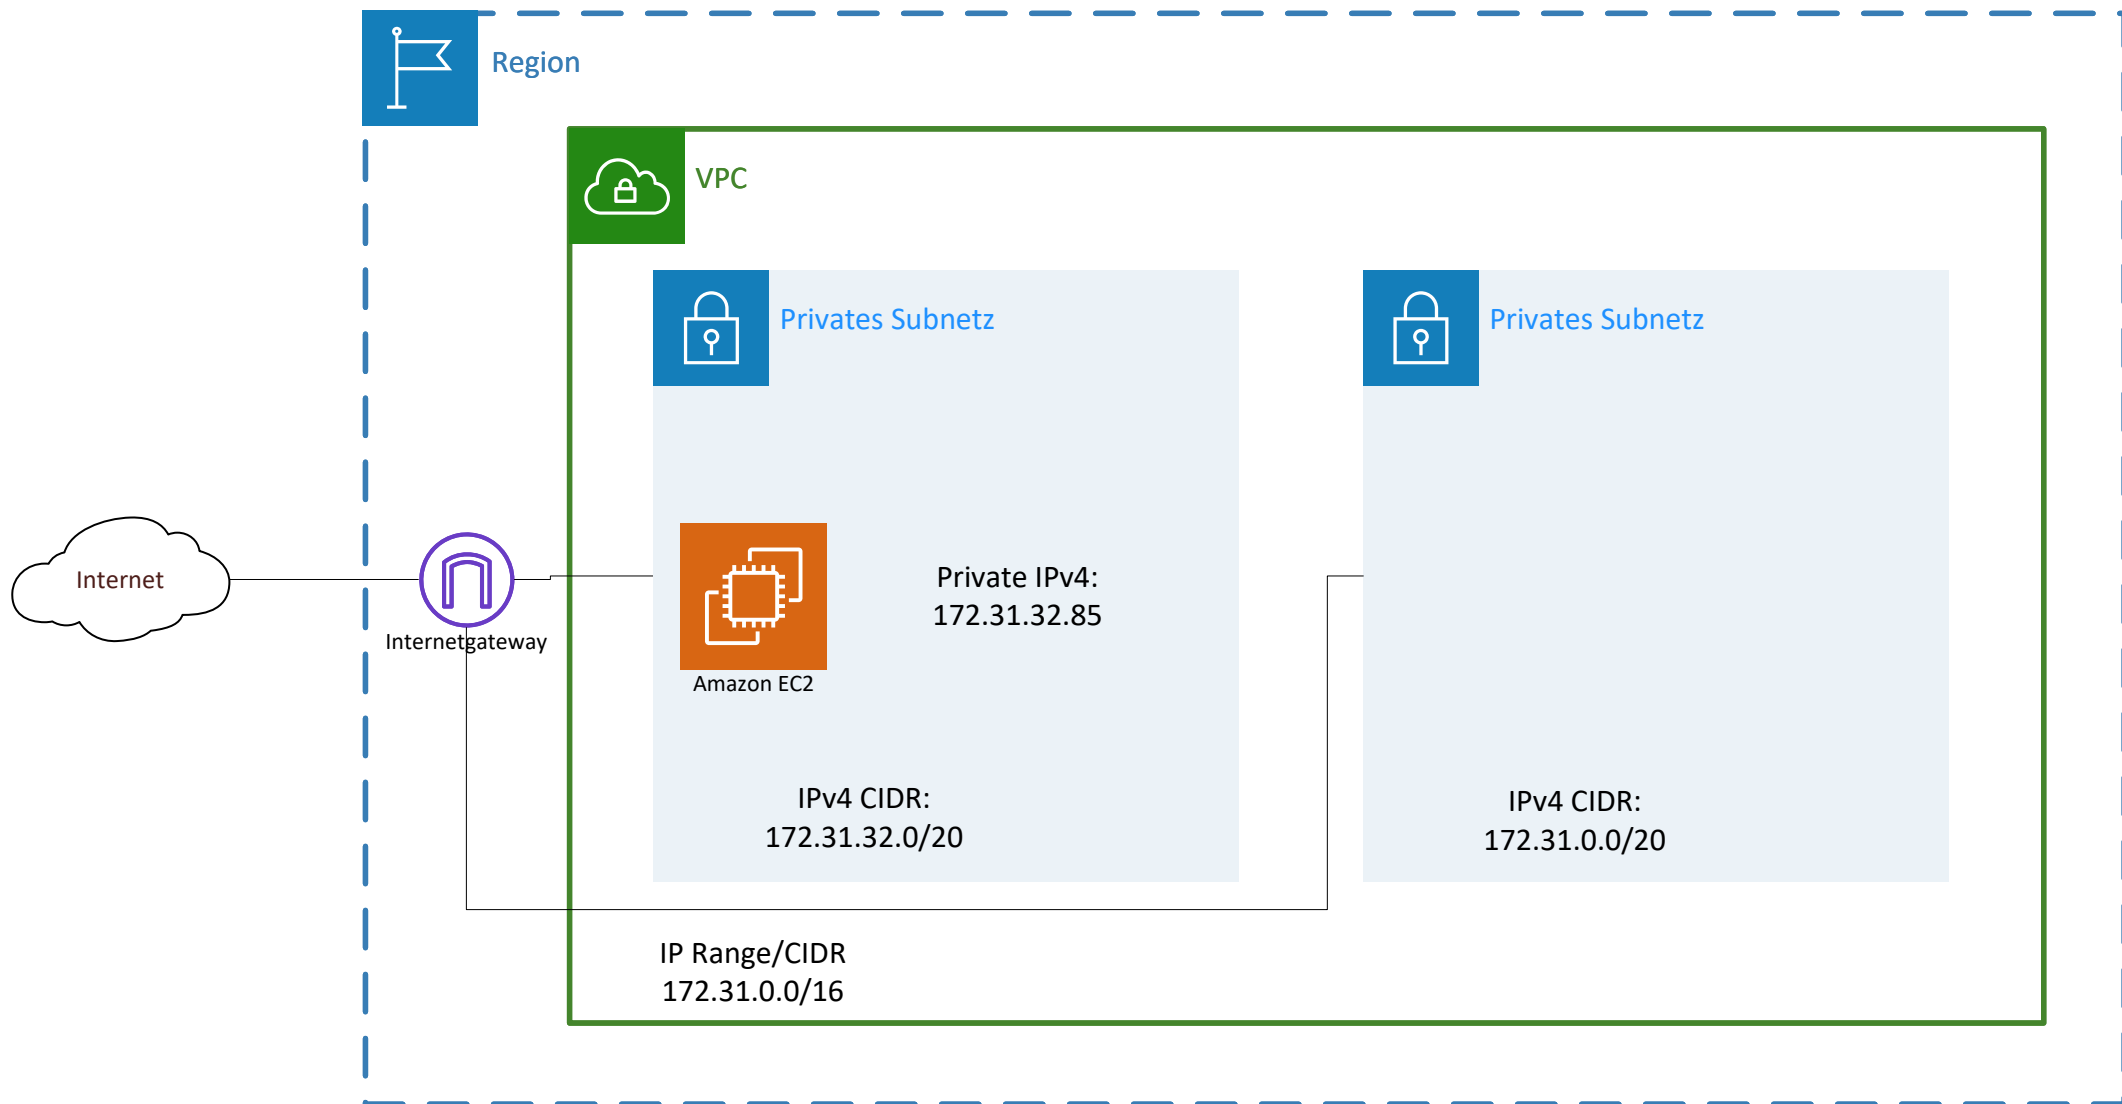 Region
VPC
Privates Subnetz
Privates Subnetz
Internet
Internetgateway
Amazon EC2
Private IPv4:
172.31.32.85
IPv4 CIDR:
172.31.32.0/20
IPv4 CIDR:
172.31.0.0/20
IP Range/CIDR
172.31.0.0/16